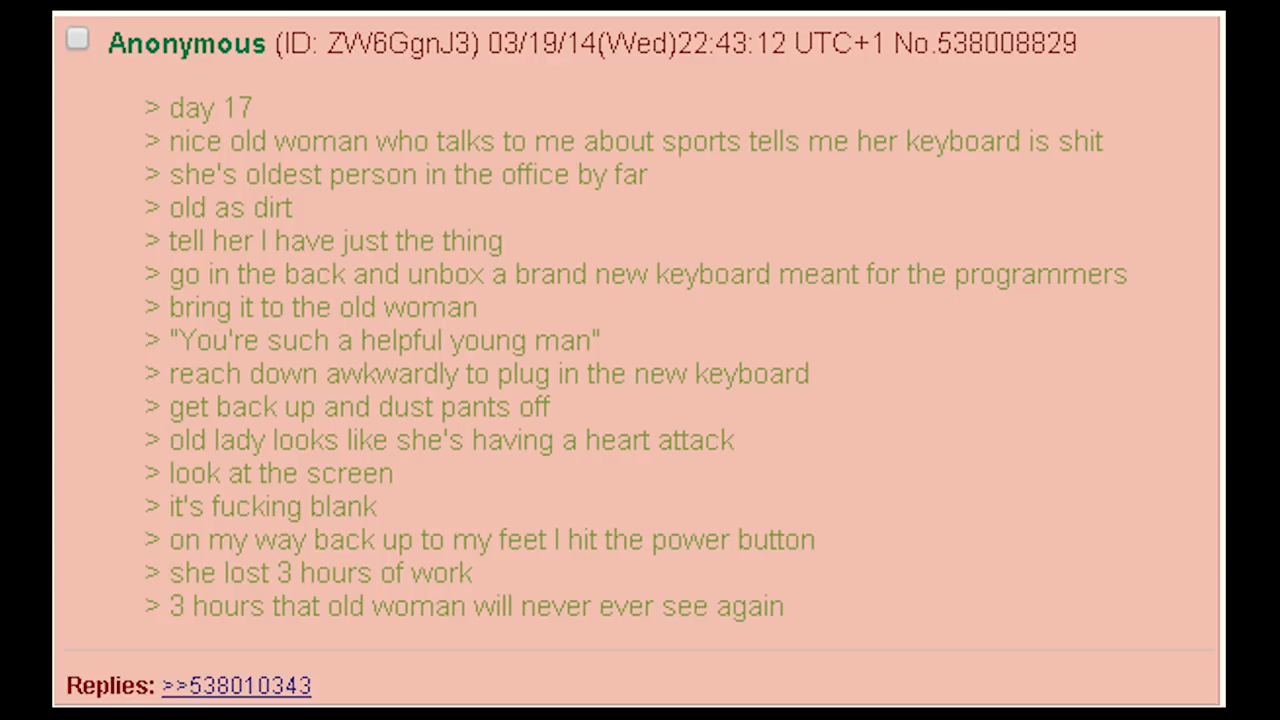 Anonymous (ID: ZW6GgnJ3) 03/19/14(Wed)22:43:12 UTC+1 No.538008829
> day 17
> nice old woman who talks to me about sports tells me her keyboard is shit
> she's oldest person in the office by far
> old as dirt
> tell her I have just the thing
> go in the back and unbox a brand new keyboard meant for the programmers
> bring it to the old woman
> "You're such a helpful young man"
> reach down awkwardly to plug in the new keyboard
> get back up and dust pants off
> old lady looks like she's having a heart attack
> look at the screen
> it's fucking blank
> on my way back up to my feet I hit the power button
> she lost 3 hours of work
> 3 hours that old woman will never ever see again
Replies: >>538010343